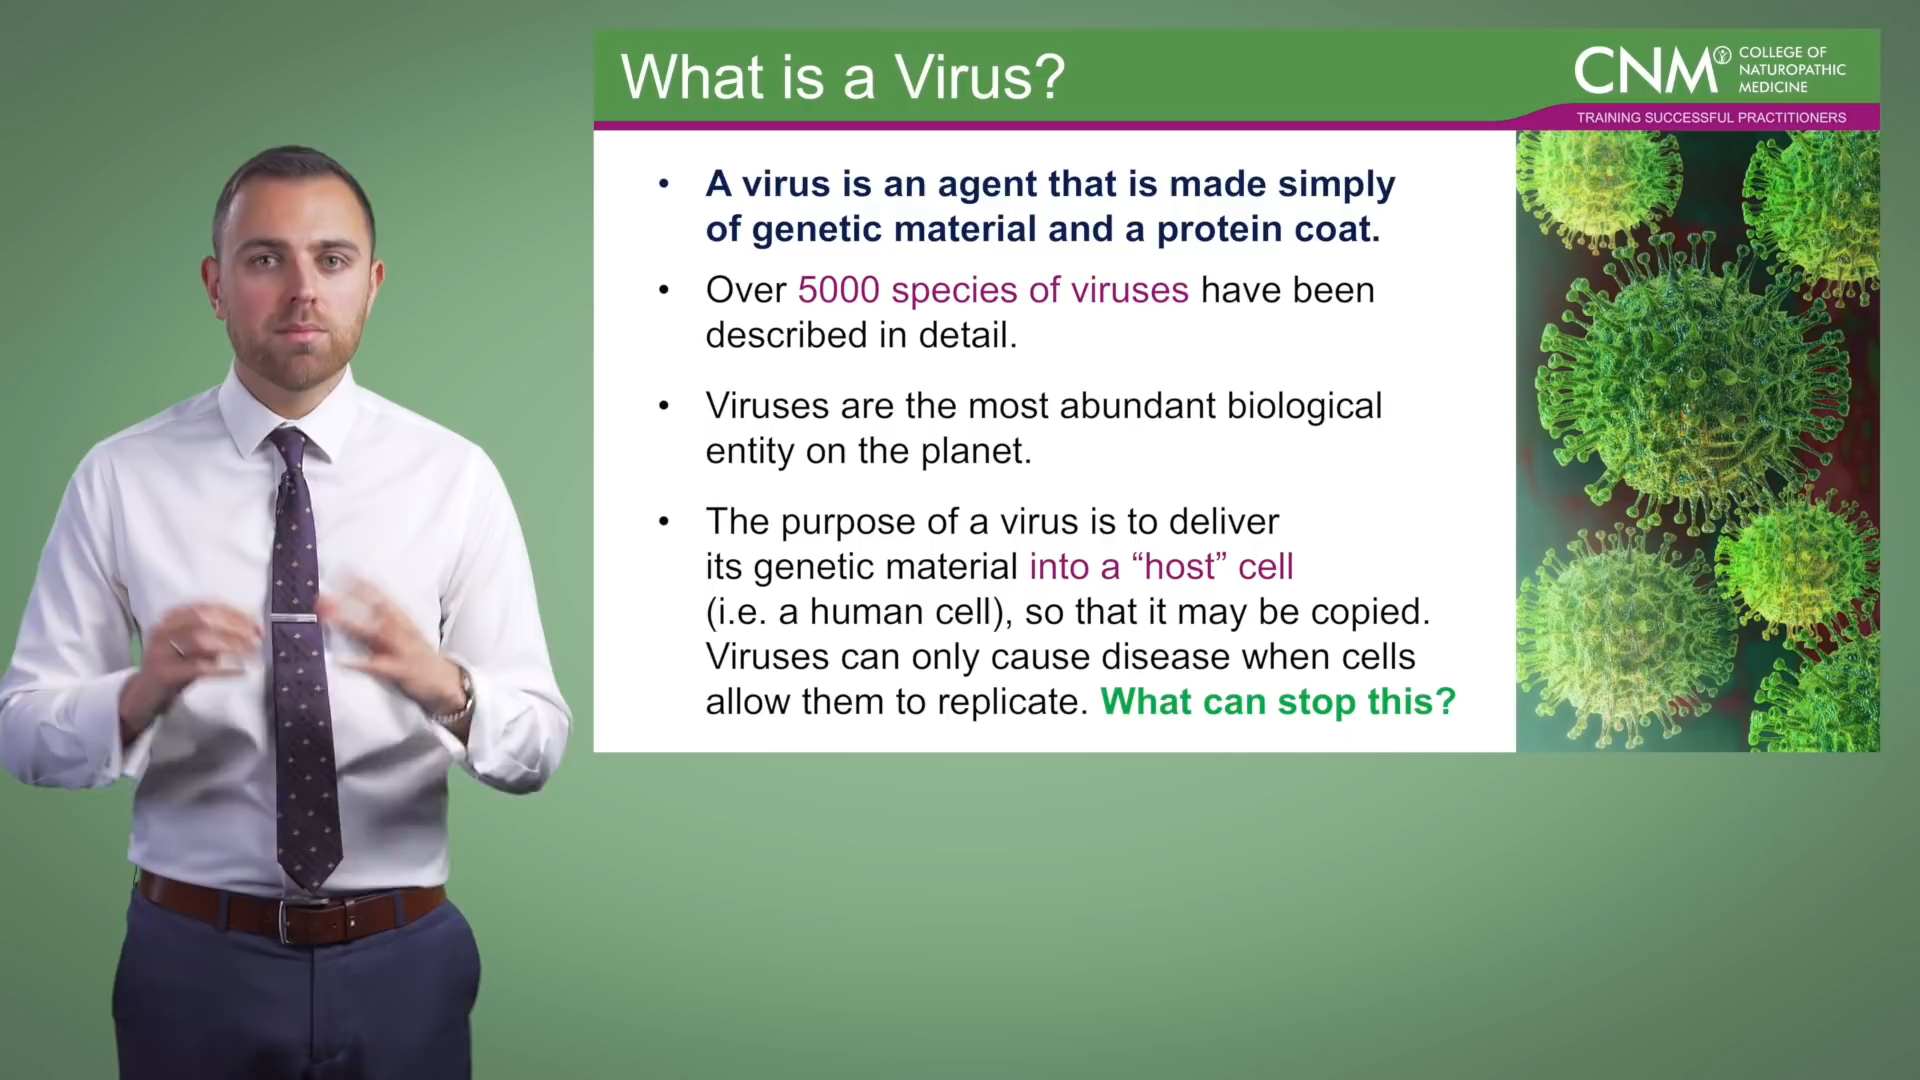 What is a Virus?
CNM COLLEGE OF
NATUROPATHIC
MEDICINE
TRAINING SUCCESSFUL PRACTITIONERS
• A virus is an agent that is made simply
of genetic material and a protein coat.
• Over 5000 species of viruses have been
described in detail.
• Viruses are the most abundant biological
entity on the planet.
• The purpose of a virus is to deliver
its genetic material into a “host” cell
(i.e. a human cell), so that it may be copied.
Viruses can only cause disease when cells
allow them to replicate. What can stop this?